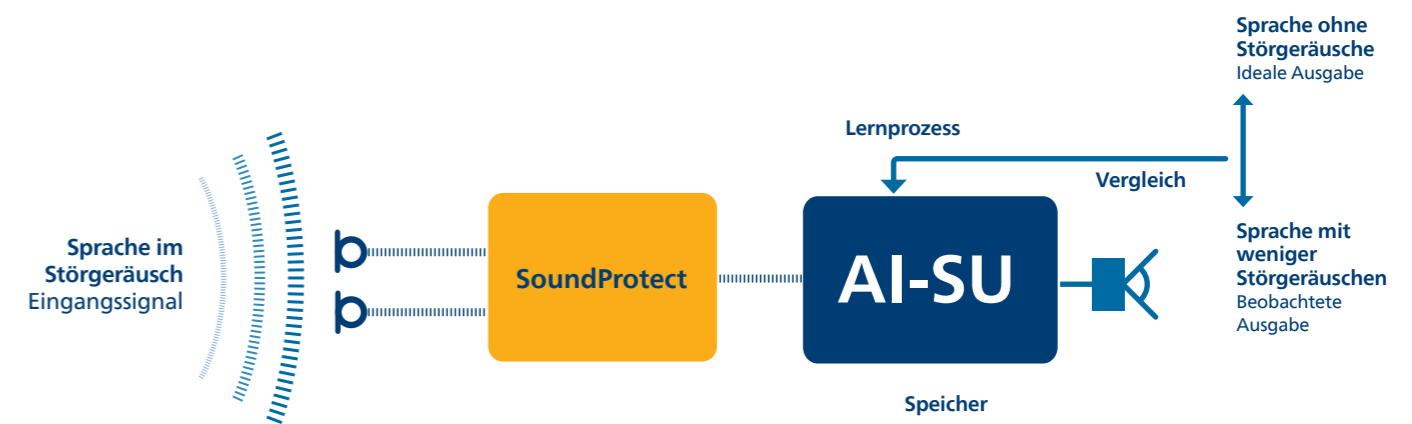 Sprache im
Störgeräusch
Eingangssignal
SoundProtect
AI-SU
Speicher
Lernprozess
Vergleich
Sprache ohne
Störgeräusche
Ideale Ausgabe
Sprache mit
weniger
Störgeräuschen
Beobachtete
Ausgabe